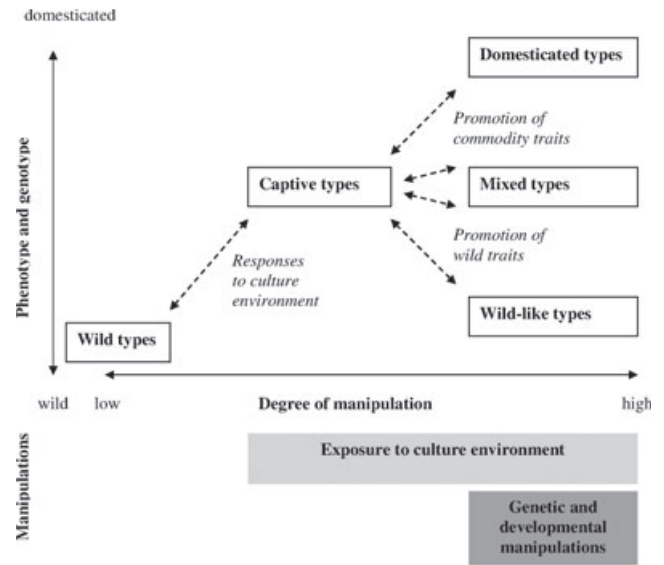 domesticated
Domesticated types
Promotion of
commodity traits
Phenotype and genotype
Captive types
Mixed types
Responses
to culture
environment
Promotion of
wild traits
Wild types
Wild-like types
wild
low
Degree of manipulation
high
Manipulations
Exposure to culture environment
Genetic and
developmental
manipulations